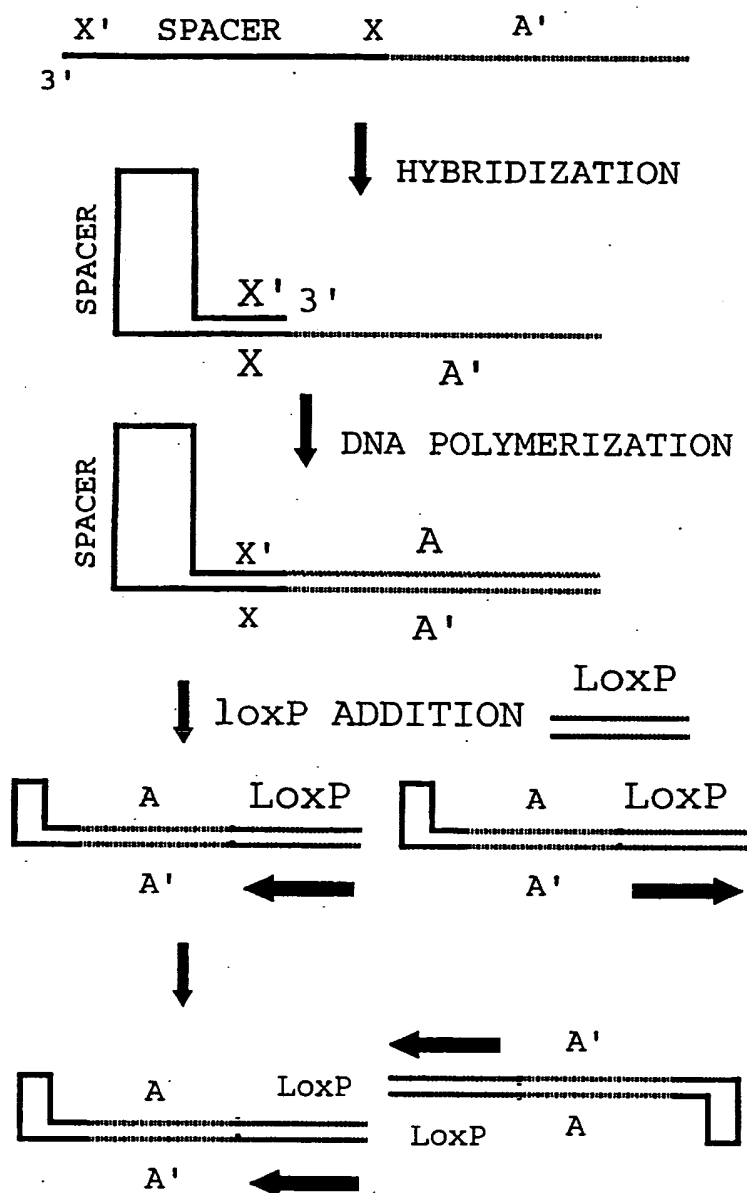 X' SPACER X A'
3'
HYBRIDIZATION
SPACER
X' 3'
X A'
DNA POLYMERIZATION
SPACER
X' A
X A'
loxP ADDITION LoxP
A LoxP A LoxP
A' A'
A'
A LoxP
LoxP A
A'